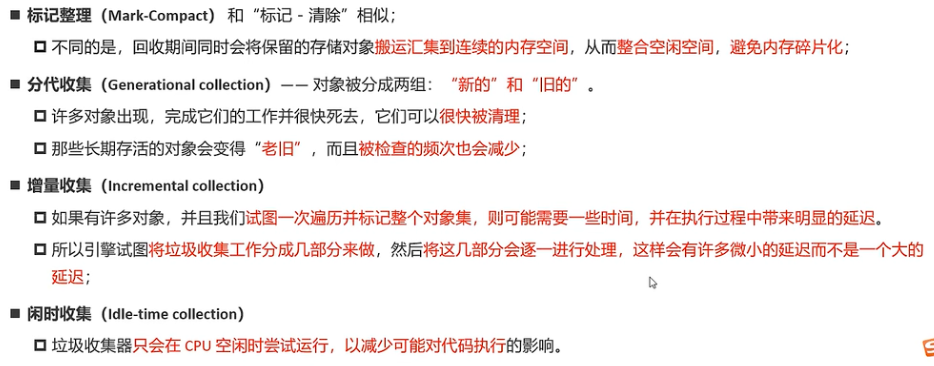 标记整理（Mark-Compact）和“标记－清除”相似；
不同的是，回收期间同时会将保留的存储对象搬运汇集到连续的内存空间，从而整合空闲空间，避免内存碎片化；
分代收集（Generational collection）—— 对象被分成两组：“新的”和“旧的”。
许多对象出现，完成它们的工作并很快死去，它们可以很快被清理；
那些长期存活的对象会变得“老旧”，而且被检查的频次也会减少；
增量收集（Incremental collection）
如果有许多对象，并且我们试图一次遍历并标记整个对象集，则可能需要一些时间，并在执行过程中带来明显的延迟。
所以引擎试图将垃圾收集工作分成几部分来做，然后将这几部分会逐一进行处理，这样会有许多微小的延迟而不是一个大的
延迟；
闲时收集（Idle-time collection）
垃圾收集器只会在 CPU 空闲时尝试运行，以减少可能对代码执行的影响。